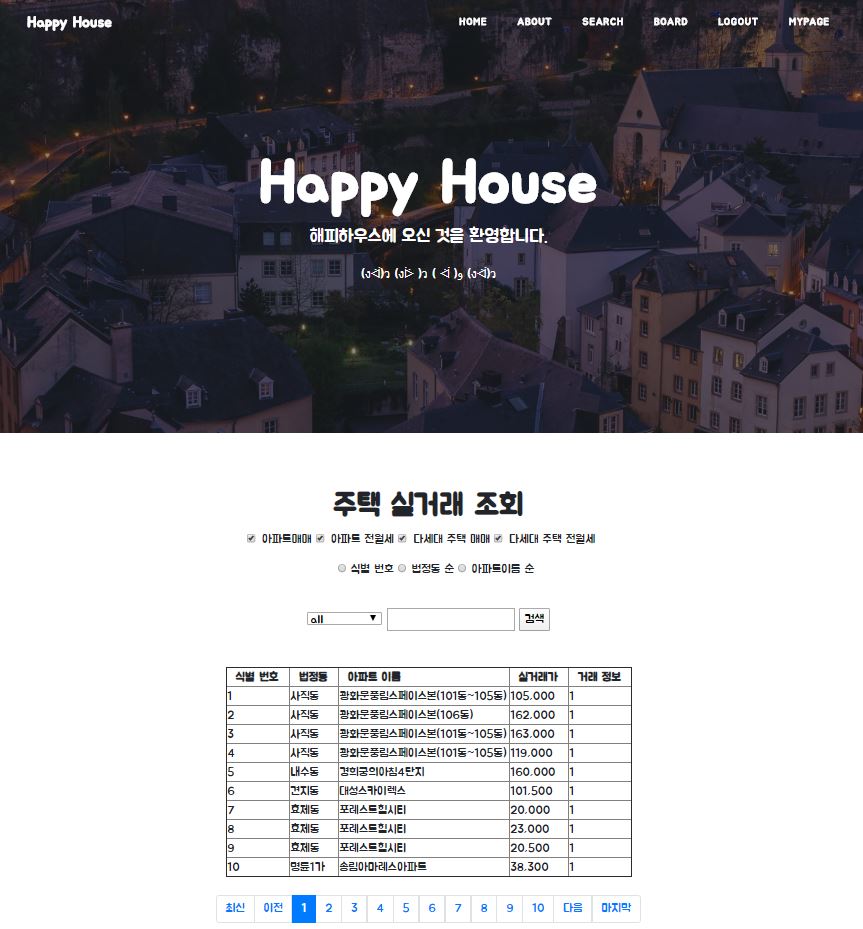 Happy House HOME ABOUT SEARCH BOARD LOGOUT MYPAGE
Happy House
해피하우스에 오신 것을 환영합니다.
주택 실거래 조회
아파트매매 아파트 전월세 다세대 주택 매매 다세대 주택 전월세
식별 번호 법정동 순 아파트이름 순
all 검색
식별 번호 법정동 아파트 이름 실거래가 거래 정보
1 사직동 광화문풍림스페이스본(101동~105동) 105,000 1
2 사직동 광화문풍림스페이스본(106동) 162,000 1
3 사직동 광화문풍림스페이스본(101동~105동) 163,000 1
4 사직동 광화문풍림스페이스본(101동~105동) 119,000 1
5 내수동 경희궁의아침4단지 160,000 1
6 견지동 대성스카이렉스 101,500 1
7 효제동 포레스트힐시티 20,000 1
8 효제동 포레스트힐시티 23,000 1
9 효제동 포레스트힐시티 20,500 1
10 명륜1가 송림아마레스아파트 38,300 1
최신 이전 1 2 3 4 5 6 7 8 9 10 다음 마지막